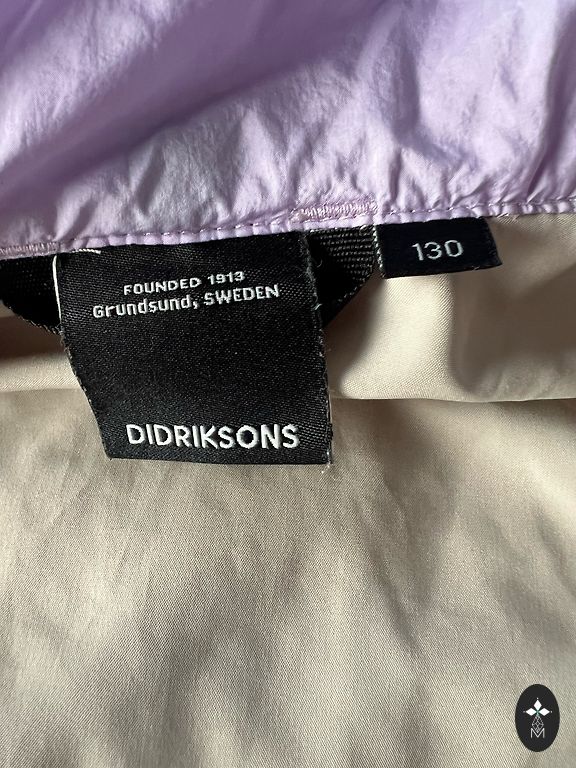 FOUNDED 1913
Grundsund, SWEDEN
DIDRIKSONS
130